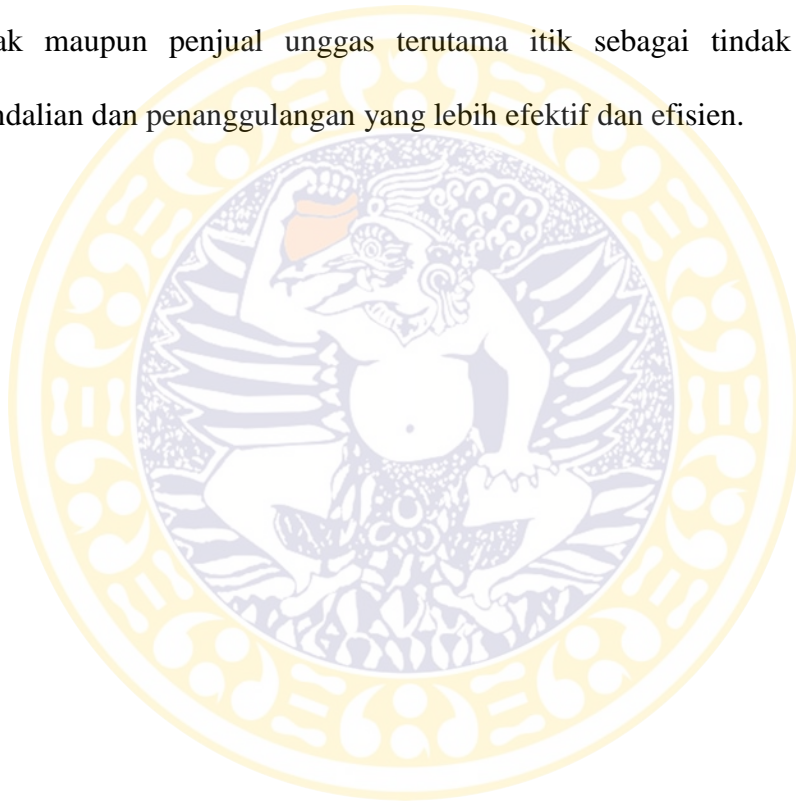 ak maupun penjual unggas terutama itik sebagai tindak
ndalian dan penanggulangan yang lebih efektif dan efisien.